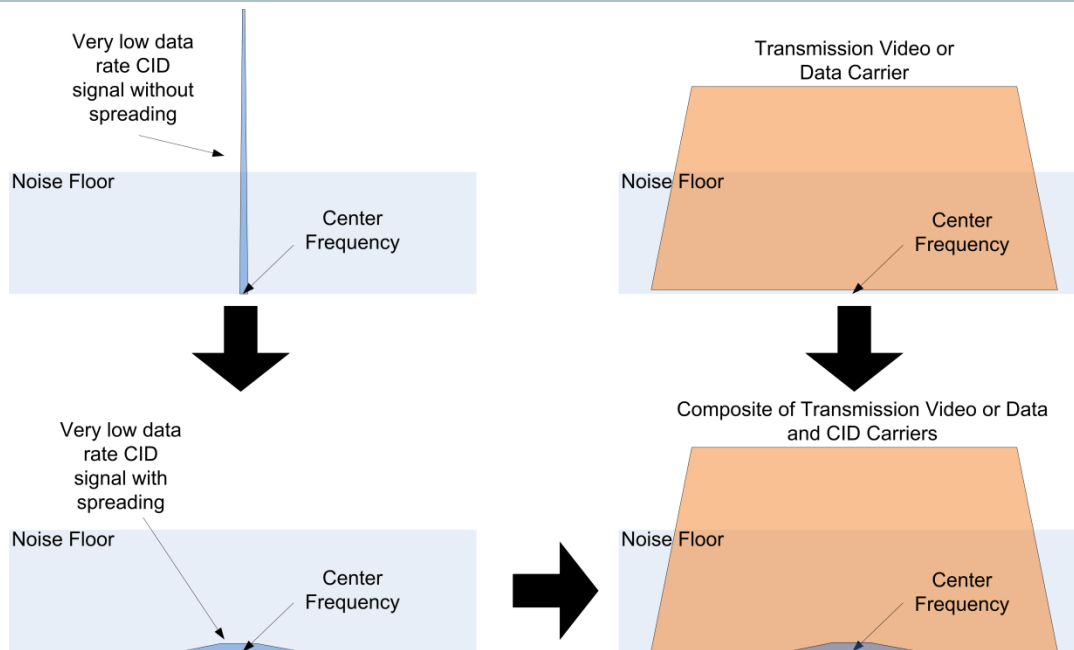 Very low data
rate CID
signal without
spreading
Noise Floor
Center
Frequency
Transmission Video or
Data Carrier
Noise Floor
Center
Frequency
Very low data
rate CID
signal with
spreading
Noise Floor
Center
Frequency
Composite of Transmission Video or Data
and CID Carriers
Noise Floor
Center
Frequency